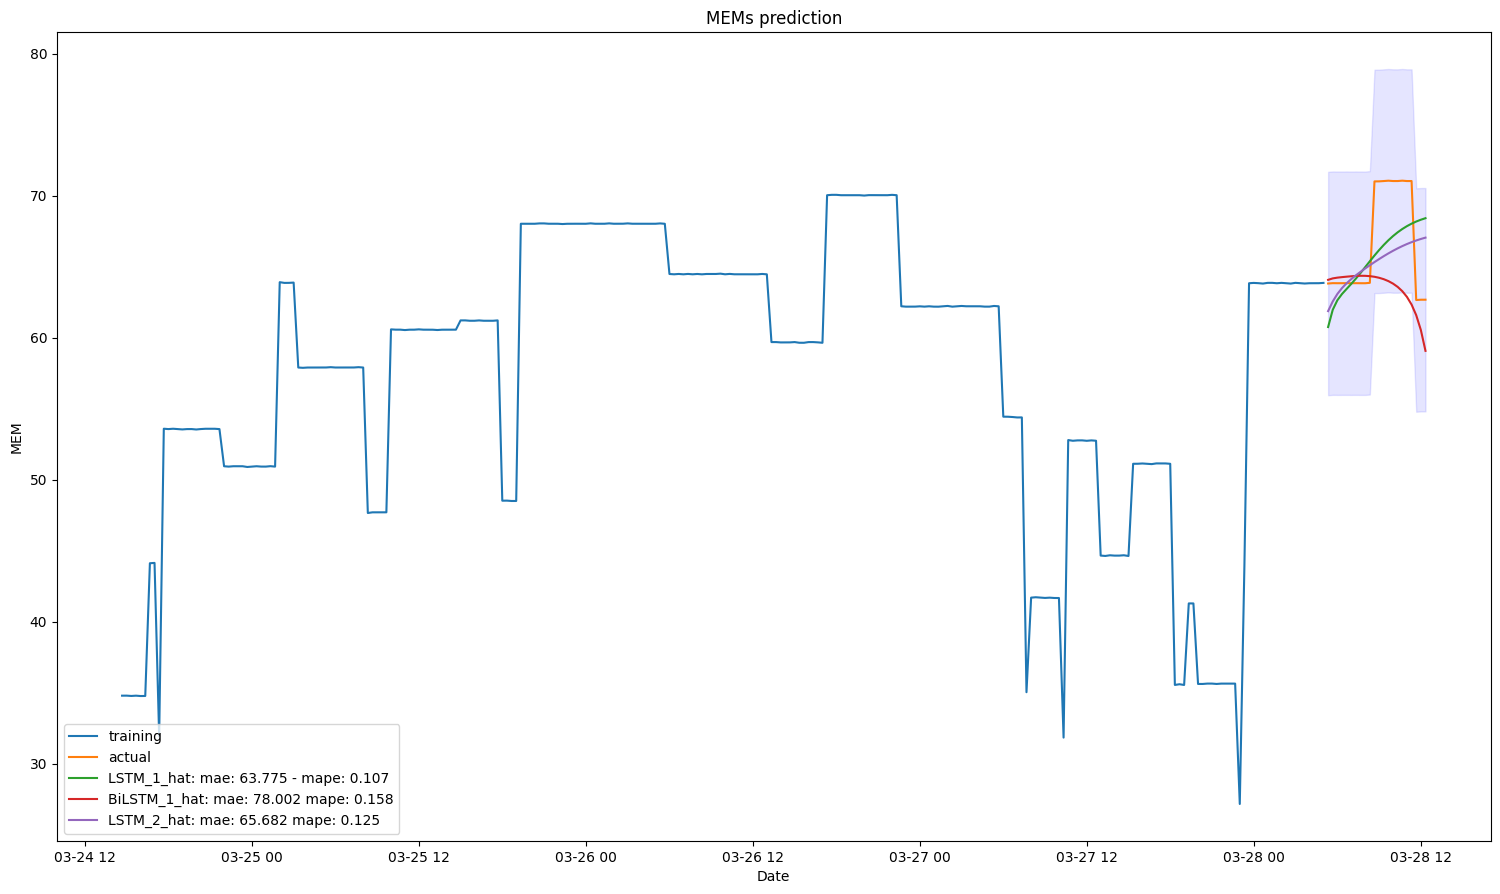 MEMs prediction
80
70
60
50
40
30
MEM
training
actual
LSTM_1_hat: mae: 63.775 - mape: 0.107
BiLSTM_1_hat: mae: 78.002 mape: 0.158
LSTM_2_hat: mae: 65.682 mape: 0.125
03-24 12
03-25 00
03-25 12
03-26 00
03-26 12
03-27 00
03-27 12
03-28 00
03-28 12
Date